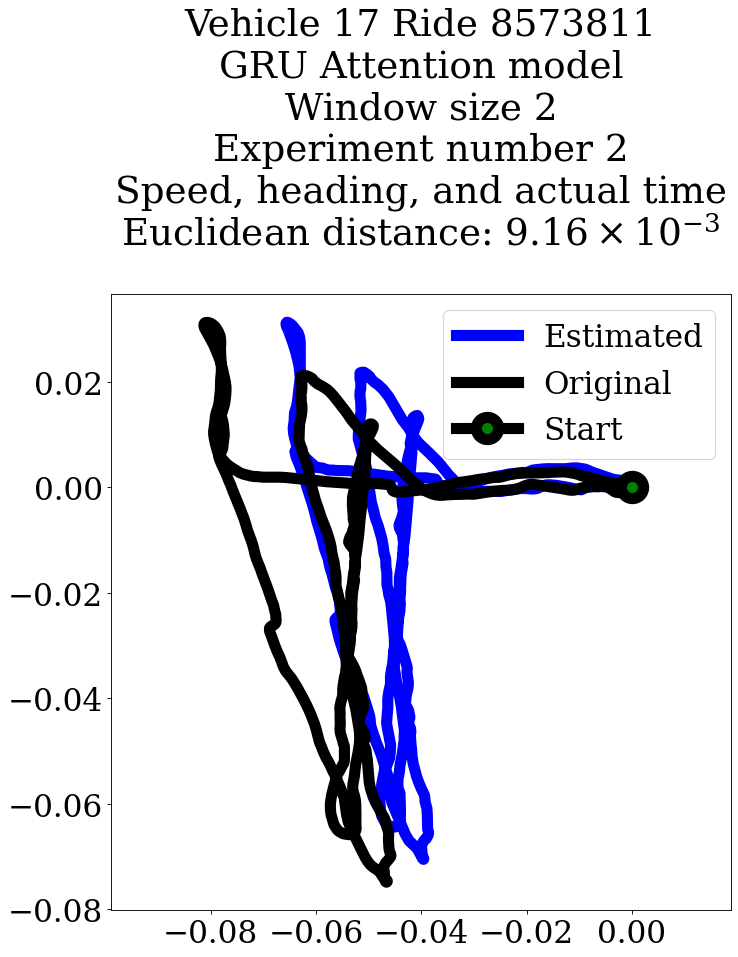 Vehicle 17 Ride 8573811
GRU Attention model
Window size 2
Experiment number 2
Speed, heading, and actual time
Euclidean distance: 9.16 × 10⁻³
Estimated
Original
Start
0.02
0.00
−0.02
−0.04
−0.06
−0.08
−0.08 −0.06 −0.04 −0.02 0.00